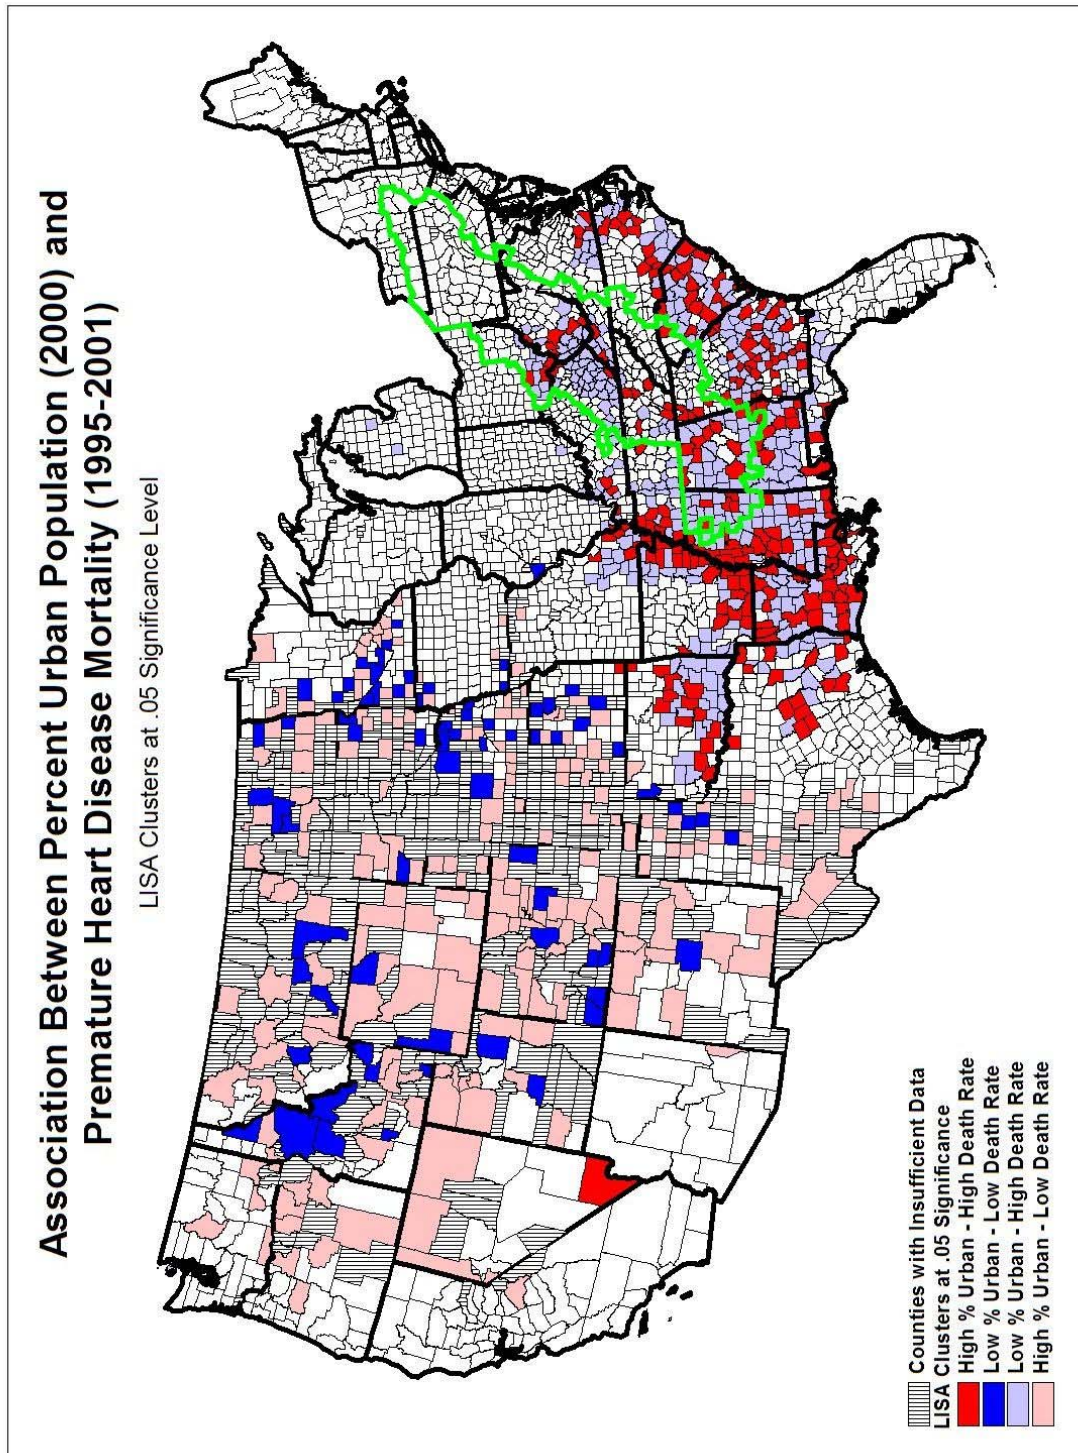 Association Between Percent Urban Population (2000) and
Premature Heart Disease Mortality (1995-2001)
LISA Clusters at .05 Significance Level
Counties with Insufficient Data
LISA Clusters at .05 Significance
High % Urban - High Death Rate
Low % Urban - Low Death Rate
Low % Urban - High Death Rate
High % Urban - Low Death Rate